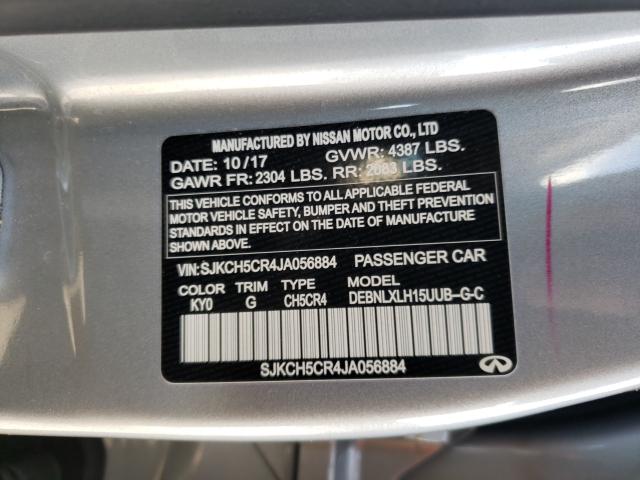 MANUFACTURED BY NISSAN MOTOR CO., LTD
DATE: 10/17 GVWR: 4387 LBS.
GAWR FR: 2304 LBS. RR: 2083 LBS.
THIS VEHICLE CONFORMS TO ALL APPLICABLE FEDERAL
MOTOR VEHICLE SAFETY, BUMPER AND THEFT PREVENTION
STANDARDS IN EFFECT ON THE DATE OF MANUFACTURE
SHOWN ABOVE.
VIN:SJKCH5CR4JA056884 PASSENGER CAR
COLOR TRIM TYPE MODEL
KY0 G CH5CR4 DEBNLXLH15UUB-G-C
SJKCH5CR4JA056884